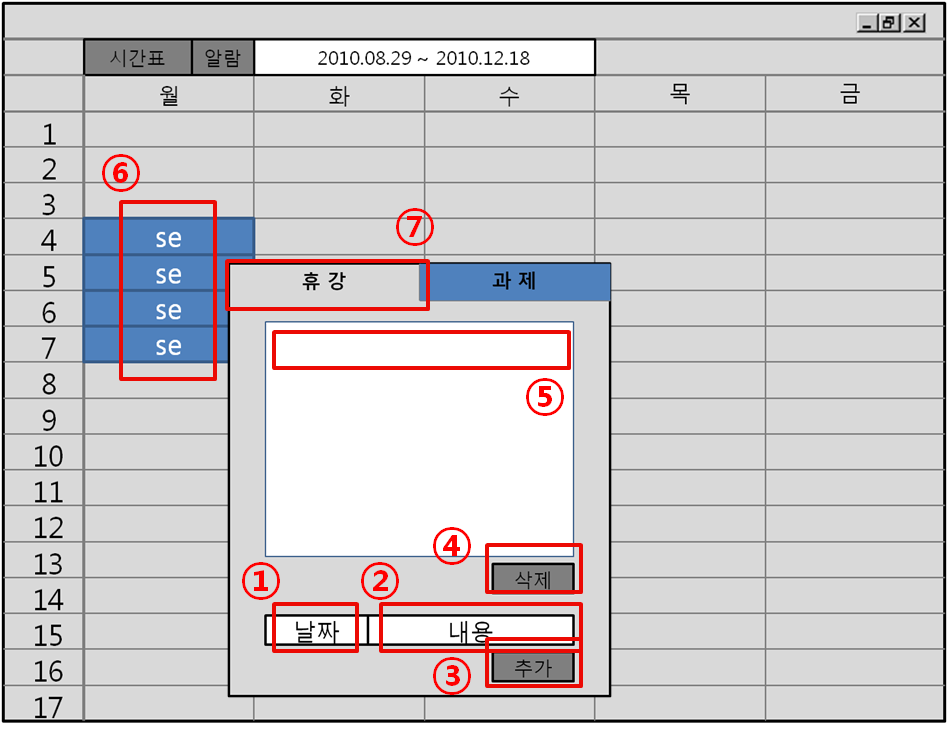 시간표 알람 2010.08.29 ~ 2010.12.18
월 화 수 목 금
1
2
⑥
3
⑦
4 se
5 se
휴 강 과 제
6 se
7 se
8
⑤
9
10
11
12
④
13
삭제
① ②
14
15 날짜 내용
16 ③ 추가
17